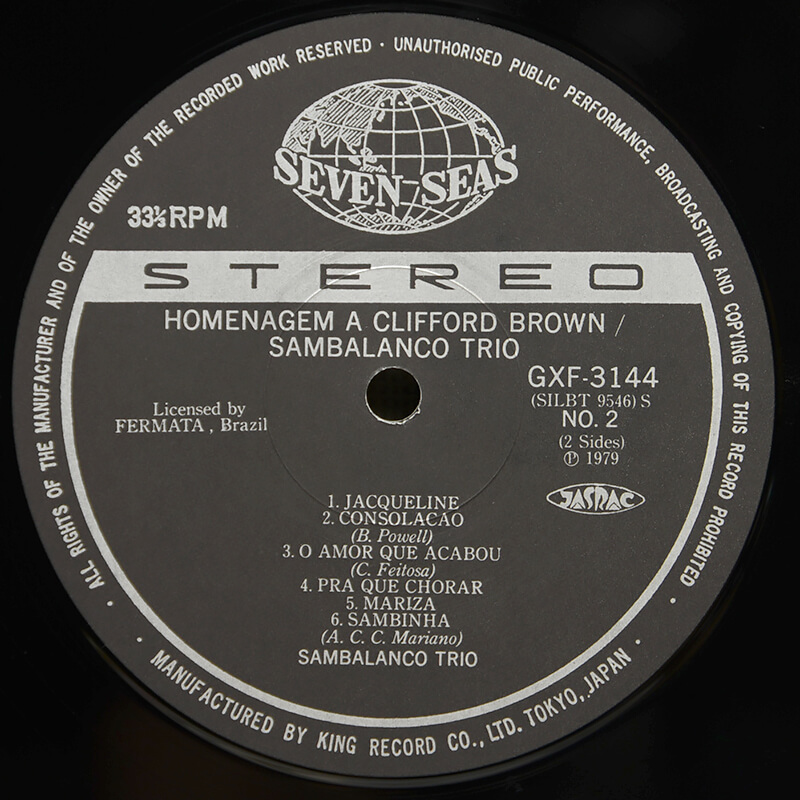 ALL RIGHTS OF THE MANUFACTURER AND OF THE OWNER OF THE RECORDED WORK RESERVED · UNAUTHORISED PUBLIC PERFORMANCE, BROADCASTING AND COPYING OF THIS RECORD PROHIBITED
SEVEN-SEAS
33⅓RPM
STEREO
HOMENAGEM A CLIFFORD BROWN /
SAMBALANCO TRIO
GXF-3144
(SILBT 9546) S
NO. 2
(2 Sides)
Ⓟ 1979
Licensed by
FERMATA, Brazil
JASRAC
1. JACQUELINE
2. CONSOLAÇAO
(B. Powell)
3. O AMOR QUE ACABOU
(C. Feitosa)
4. PRA QUE CHORAR
5. MARIZA
6. SAMBINHA
(A. C. C. Mariano)
SAMBALANCO TRIO
· MANUFACTURED BY KING RECORD CO., LTD. TOKYO, JAPAN ·